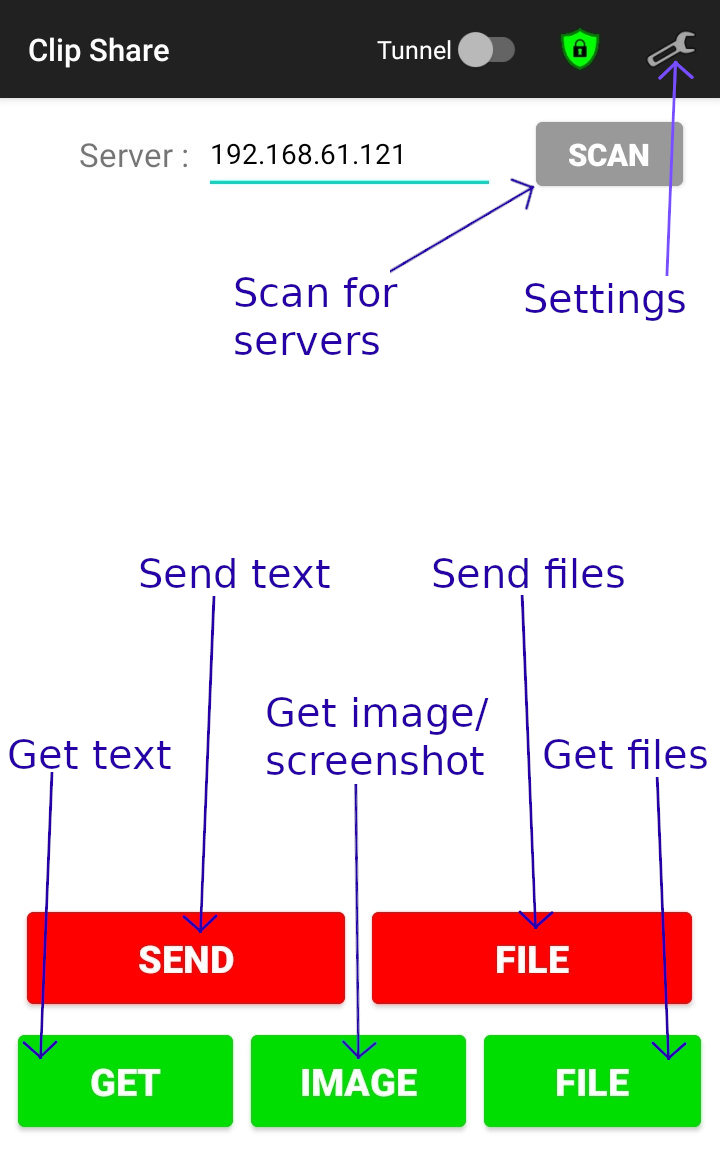 Clip Share Tunnel
Server : 192.168.61.121 SCAN
Scan for
servers
Settings
Send text Send files
Get image/
screenshot
Get text Get files
SEND FILE
GET IMAGE FILE